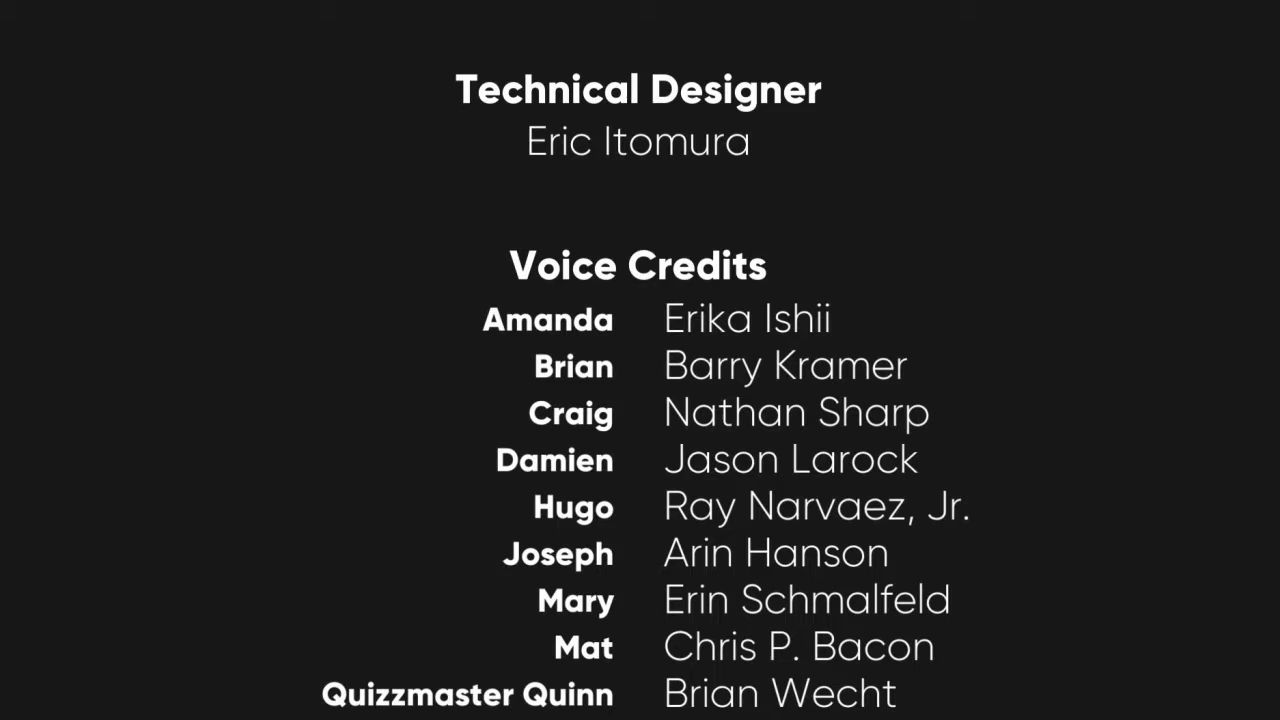 Technical Designer
Eric Itomura
Voice Credits
Amanda Erika Ishii
Brian Barry Kramer
Craig Nathan Sharp
Damien Jason Larock
Hugo Ray Narvaez, Jr.
Joseph Arin Hanson
Mary Erin Schmalfeld
Mat Chris P. Bacon
Quizzmaster Quinn Brian Wecht